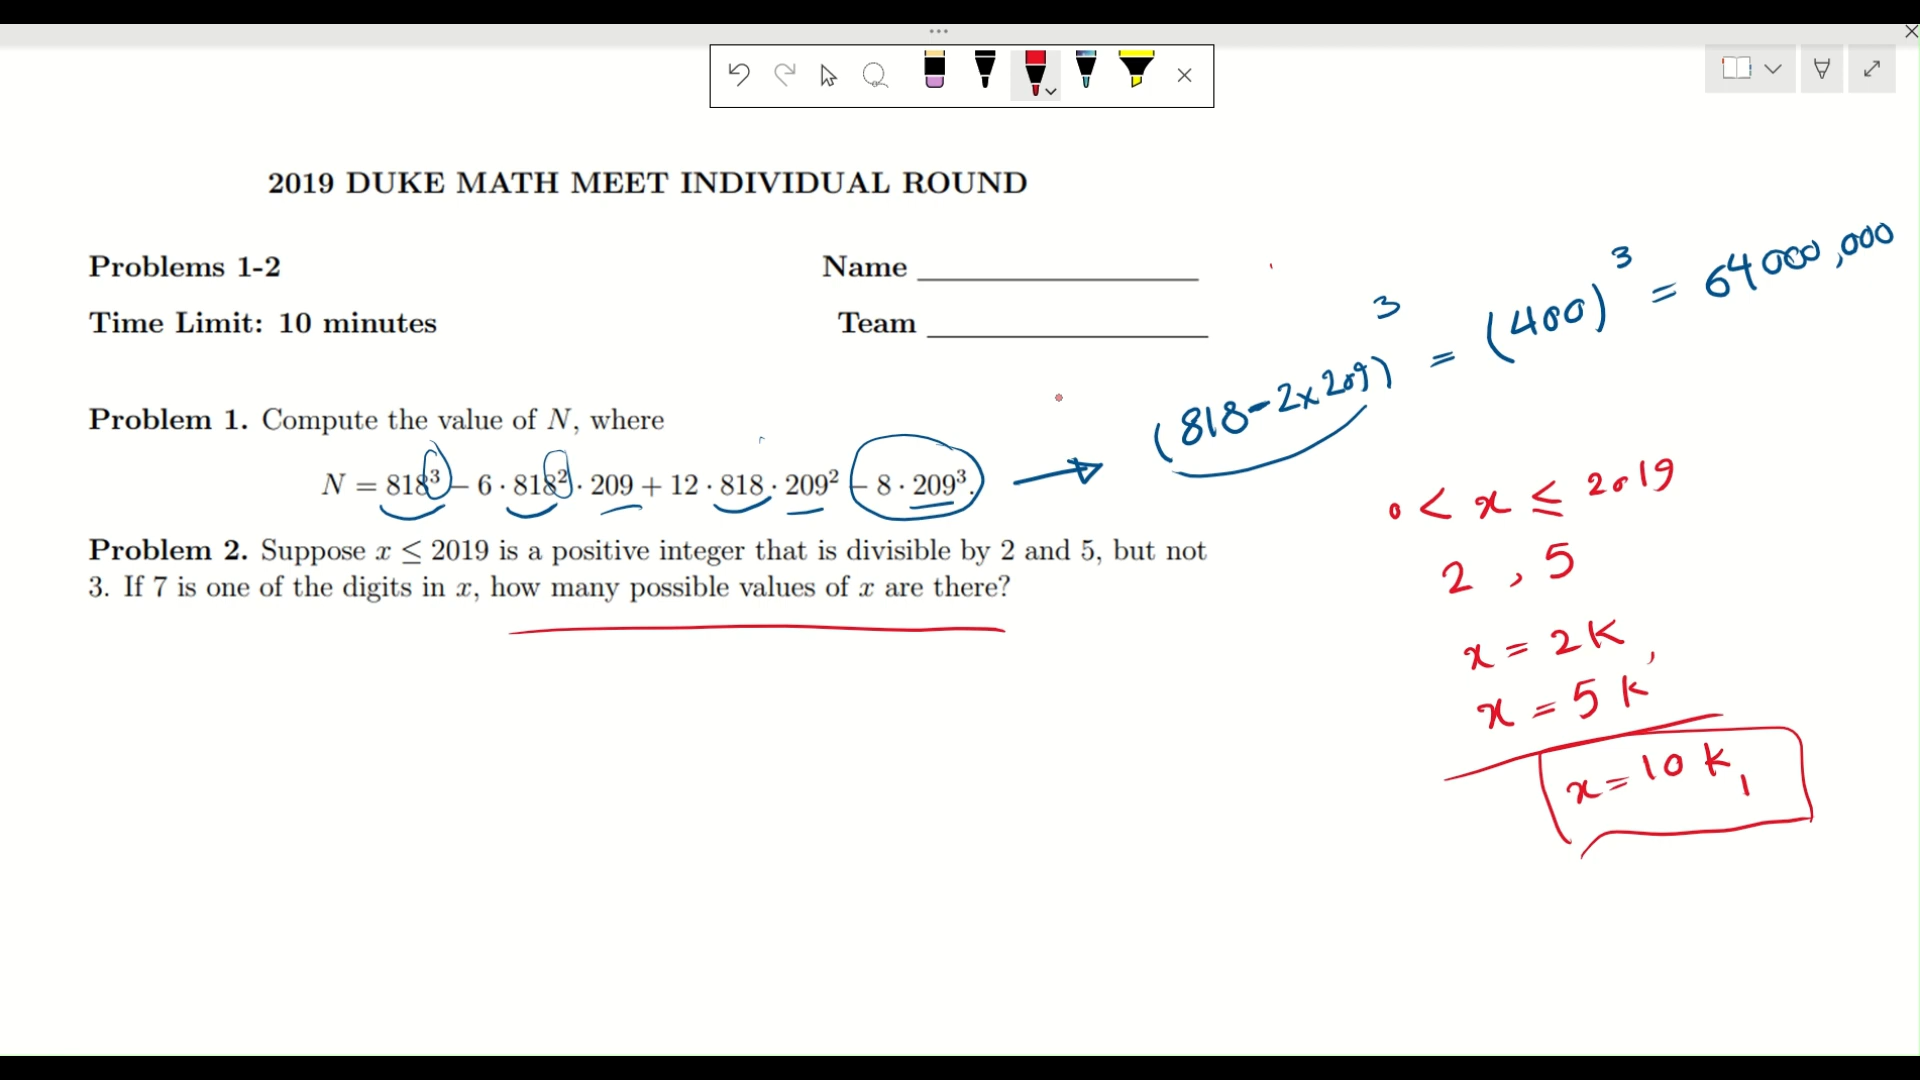 2019 DUKE MATH MEET INDIVIDUAL ROUND
Problems 1-2
Name
Time Limit: 10 minutes
Team
Problem 1. Compute the value of N, where
N = 818³ – 6 · 818² · 209 + 12 · 818 · 209² – 8 · 209³.
(818-2x209)³ = (400)³ = 64000,000
Problem 2. Suppose x ≤ 2019 is a positive integer that is divisible by 2 and 5, but not
3. If 7 is one of the digits in x, how many possible values of x are there?
0 < x ≤ 2019
2 , 5
x = 2K ,
x = 5K
x = 10 K,